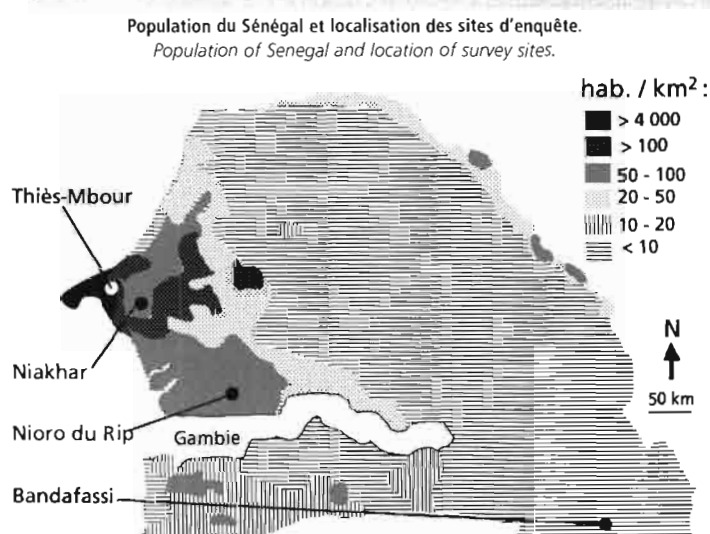 Population du Sénégal et localisation des sites d'enquête.
Population of Senegal and location of survey sites.
hab. / km² :
> 4 000
> 100
50 - 100
20 - 50
10 - 20
< 10
Thiès-Mbour
Niakhar
N
50 km
Nioro du Rip
Gambie
Bandafassi